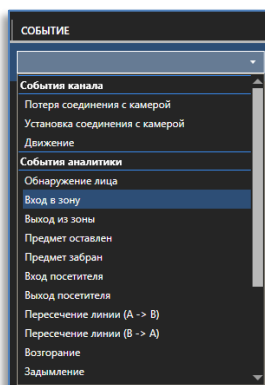 СОБЫТИЕ
События канала
Потеря соединения с камерой
Установка соединения с камерой
Движение
События аналитики
Обнаружение лица
Вход в зону
Выход из зоны
Предмет оставлен
Предмет забран
Вход посетителя
Выход посетителя
Пересечение линии (A -> B)
Пересечение линии (B -> A)
Возгорание
Задымление